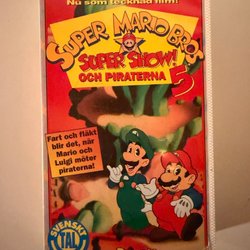 Nu som tecknad film!
SUPER MARIO BROS
SUPER SHOW!
OCH PIRATERNA
5
Fart och fläkt
blir det, när
Mario och
Luigi möter
piraterna!
SVENSKT
TAL